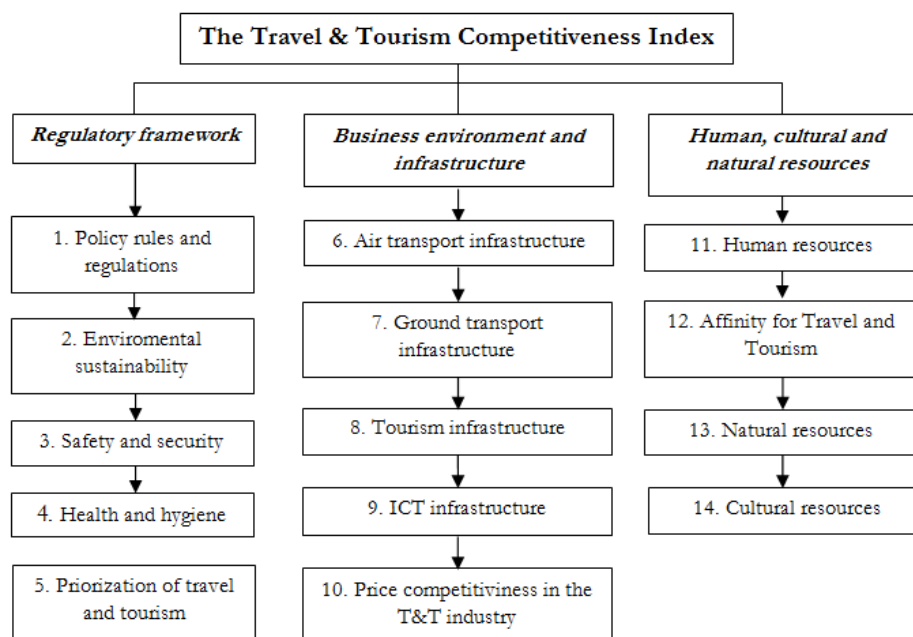 The Travel & Tourism Competitiveness Index
Regulatory framework
1. Policy rules and
regulations
2. Enviromental
sustainability
3. Safety and security
4. Health and hygiene
5. Priorization of travel
and tourism
Business environment and
infrastructure
6. Air transport infrastructure
7. Ground transport
infrastructure
8. Tourism infrastructure
9. ICT infrastructure
10. Price competitiviness in the
T&T industry
Human, cultural and
natural resources
11. Human resources
12. Affinity for Travel and
Tourism
13. Natural resources
14. Cultural resources